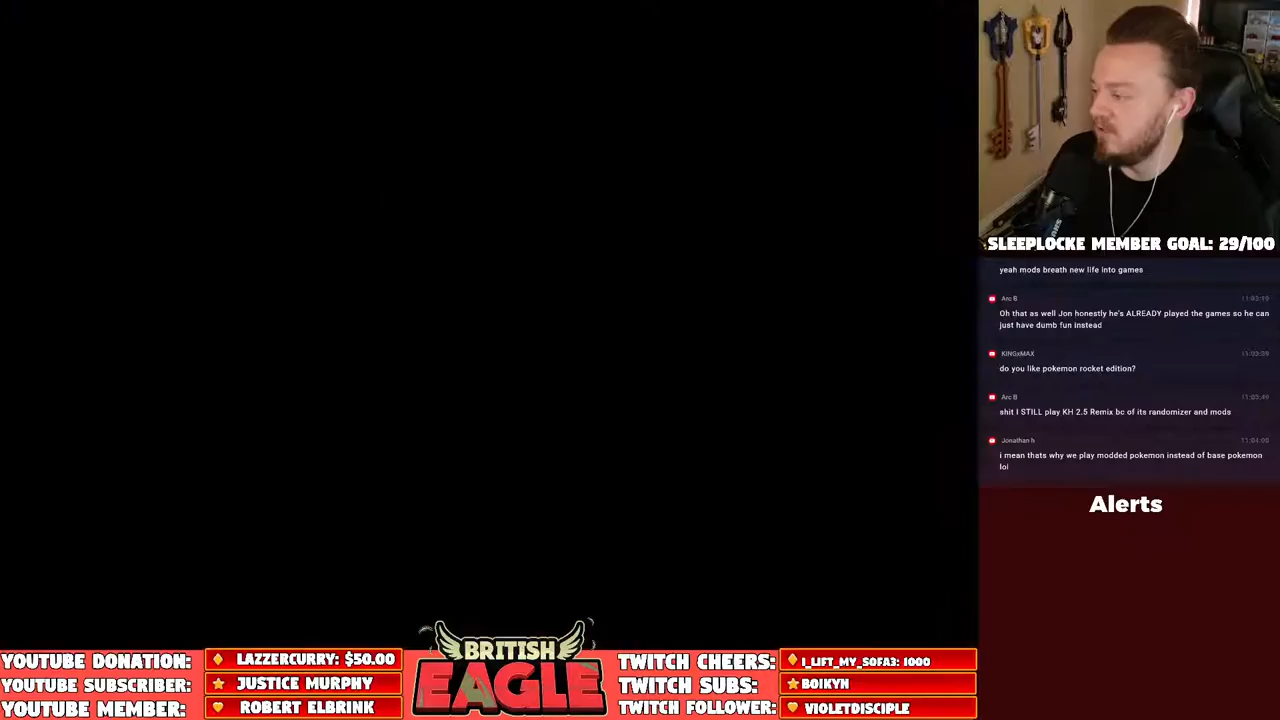 SLEEPLOCKE MEMBER GOAL: 29/100
yeah mods breath new life into games
Arc B
Oh that as well Jon honestly he's ALREADY played the games so he can
just have dumb fun instead
KINGxMAX
do you like pokemon rocket edition?
Arc B
shit I STILL play KH 2.5 Remix bc of its randomizer and mods
Jonathan h
i mean thats why we play modded pokemon instead of base pokemon
lol
Alerts
YOUTUBE DONATION: LAZZERCURRY: $50.00
YOUTUBE SUBSCRIBER: JUSTICE MURPHY
YOUTUBE MEMBER: ROBERT ELBRINK
BRITISH
EAGLE
TWITCH CHEERS: I_LIFT_MY_SOFA3: 1000
TWITCH SUBS: BOIKYN
TWITCH FOLLOWER: VIOLETDISCIPLE